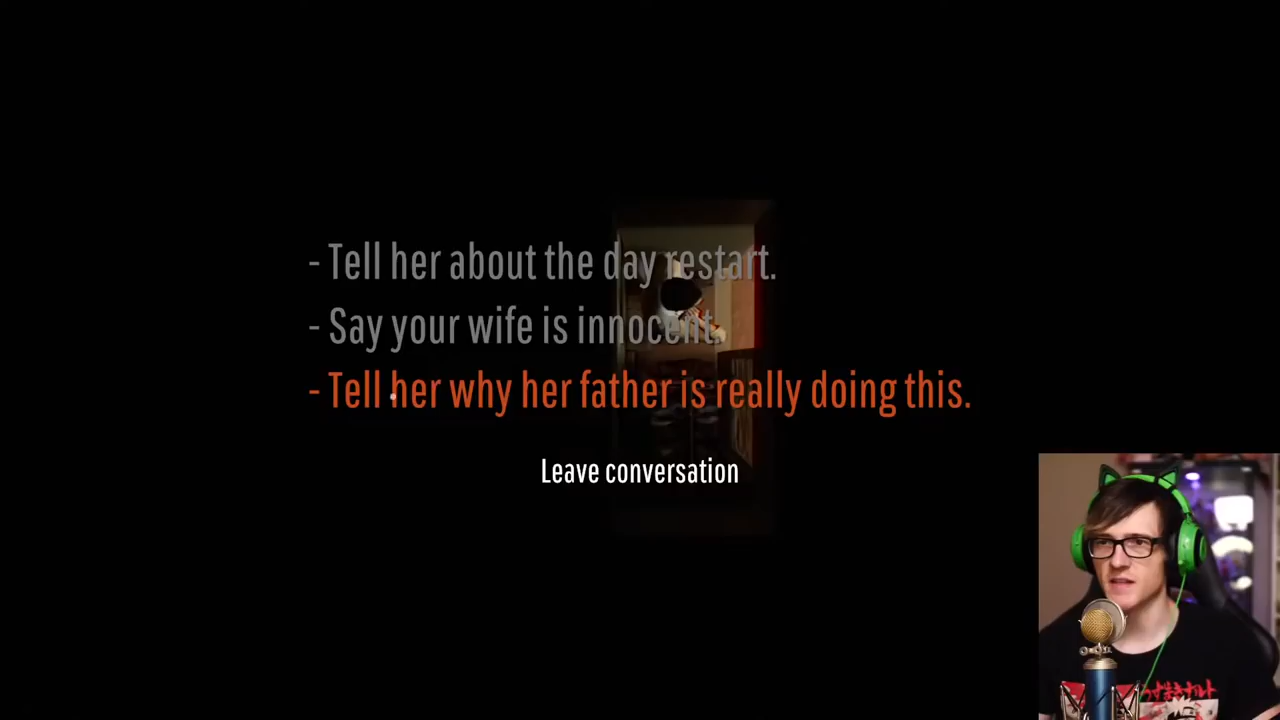 - Tell her about the day restart.
- Say your wife is innocent.
- Tell her why her father is really doing this.
Leave conversation